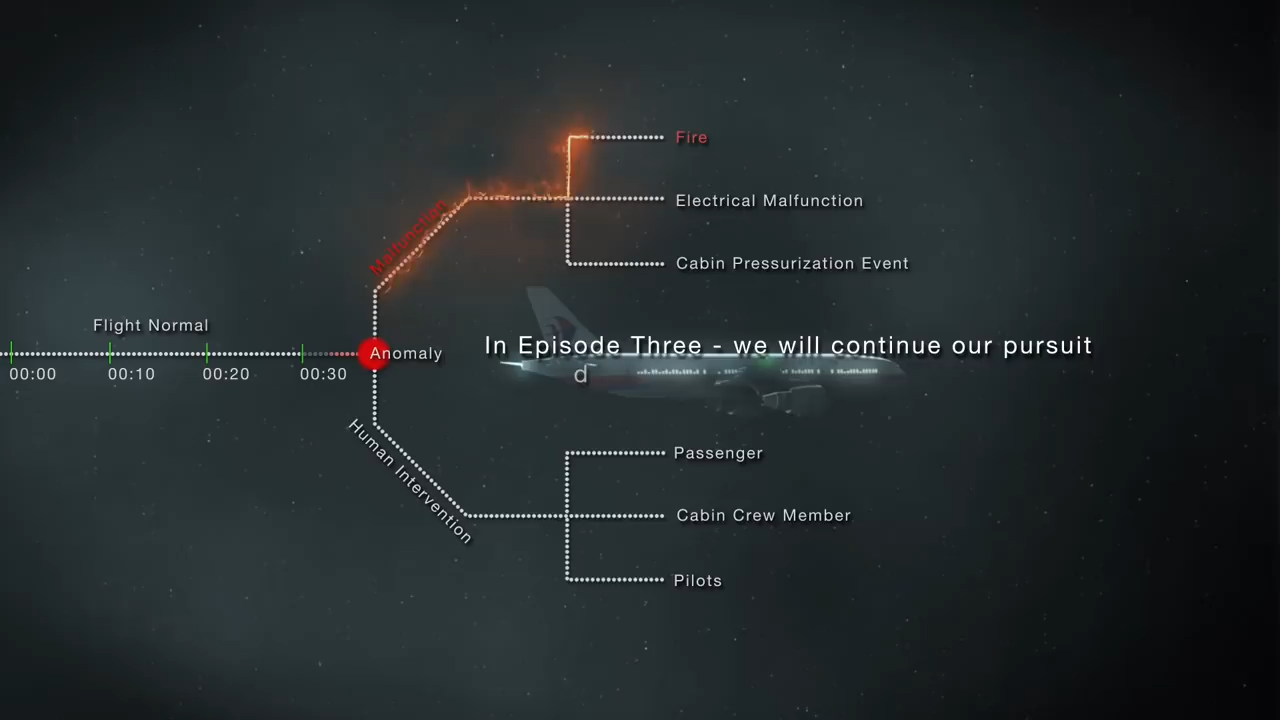 Fire
Malfunction
Electrical Malfunction
Cabin Pressurization Event
Flight Normal
Anomaly
In Episode Three - we will continue our pursuit
d
00:00
00:10
00:20
00:30
Human Intervention
Passenger
Cabin Crew Member
Pilots